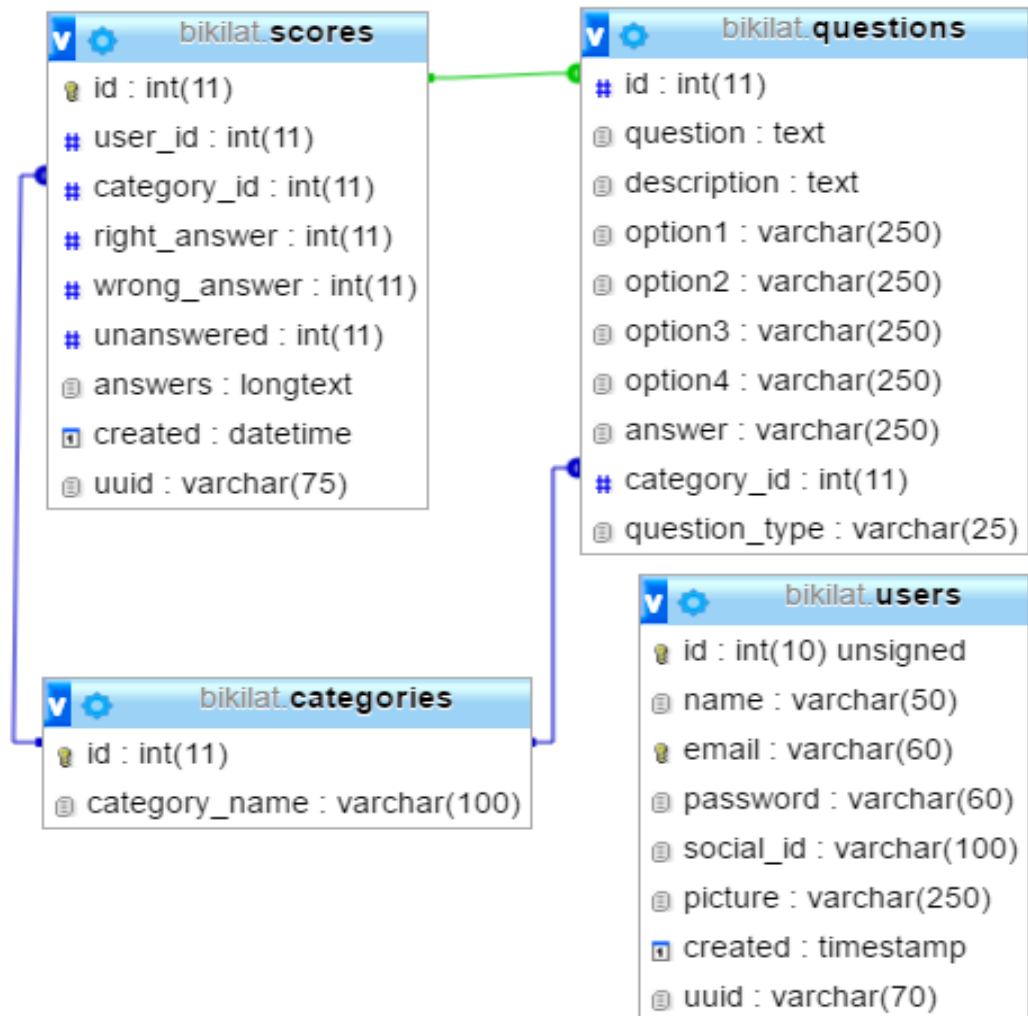 bikilat.scores
id : int(11)
user_id : int(11)
category_id : int(11)
right_answer : int(11)
wrong_answer : int(11)
unanswered : int(11)
answers : longtext
created : datetime
uuid : varchar(75)
bikilat.questions
id : int(11)
question : text
description : text
option1 : varchar(250)
option2 : varchar(250)
option3 : varchar(250)
option4 : varchar(250)
answer : varchar(250)
category_id : int(11)
question_type : varchar(25)
bikilat.categories
id : int(11)
category_name : varchar(100)
bikilat.users
id : int(10) unsigned
name : varchar(50)
email : varchar(60)
password : varchar(60)
social_id : varchar(100)
picture : varchar(250)
created : timestamp
uuid : varchar(70)